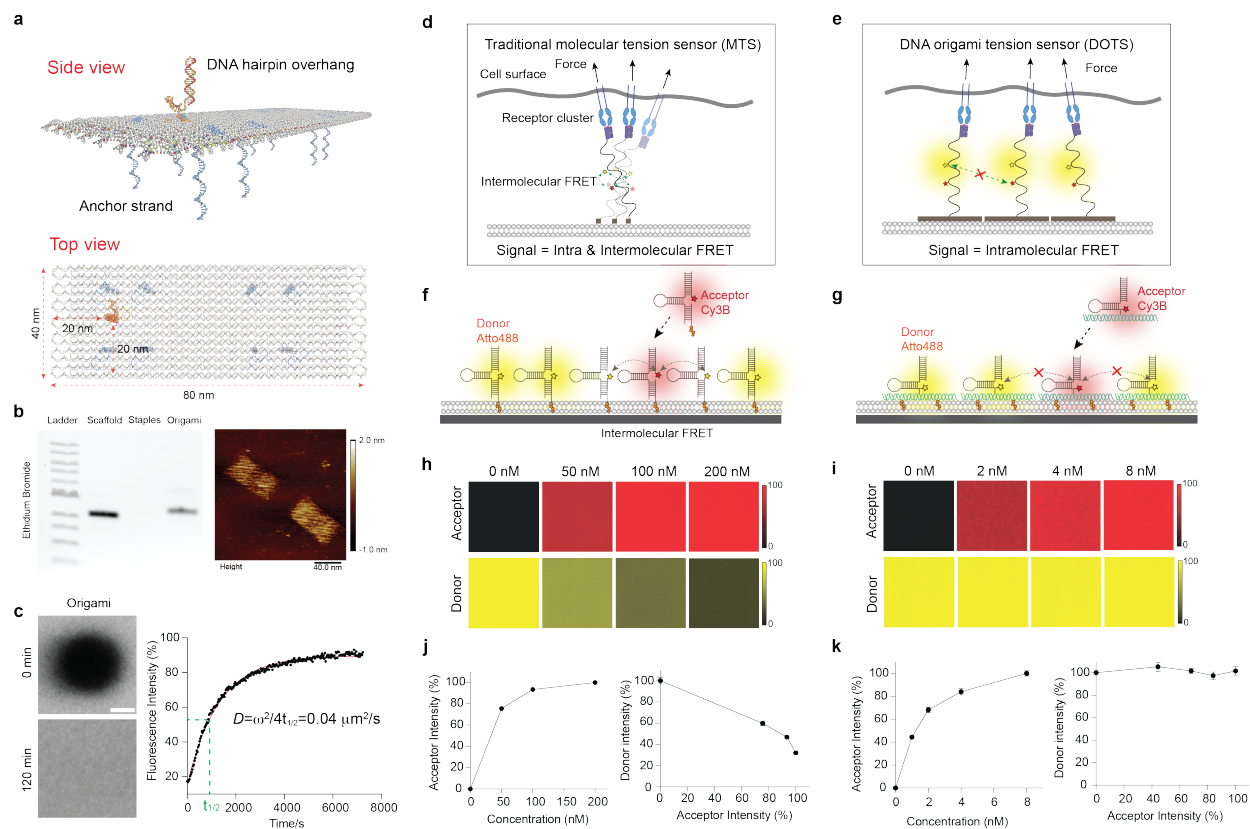 a
Side view
DNA hairpin overhang
Anchor strand
Top view
40 nm
20 nm
20 nm
80 nm
b
Ladder Scaffold Staples Origami
Ethidium Bromide
2.0 nm
-1.0 nm
Height
40.0 nm
c
Origami
0 min
120 min
Fluorescence Intensity (%)
100
80
60
40
20
D=ω²/4t1/2=0.04 μm²/s
t1/2
0 2000 4000 6000 8000
Time/s
d
Traditional molecular tension sensor (MTS)
Force
Cell surface
Receptor cluster
Intermolecular FRET
Signal = Intra & Intermolecular FRET
e
DNA origami tension sensor (DOTS)
Force
Signal = Intramolecular FRET
f
Acceptor
Cy3B
Donor
Atto488
Intermolecular FRET
g
Acceptor
Cy3B
Donor
Atto488
h
0 nM 50 nM 100 nM 200 nM
Acceptor
100
0
Donor
100
0
i
0 nM 2 nM 4 nM 8 nM
Acceptor
100
0
Donor
100
0
j
Acceptor Intensity (%)
100
80
60
40
20
0
0 50 100 150 200
Concentration (nM)
Donor intensity (%)
100
80
60
40
20
0
0 20 40 60 80 100
Acceptor Intensity (%)
k
Acceptor Intensity (%)
100
80
60
40
20
0
0 2 4 6 8
Concentration (nM)
Donor Intensity (%)
100
80
60
40
20
0
0 20 40 60 80 100
Acceptor Intensity (%)